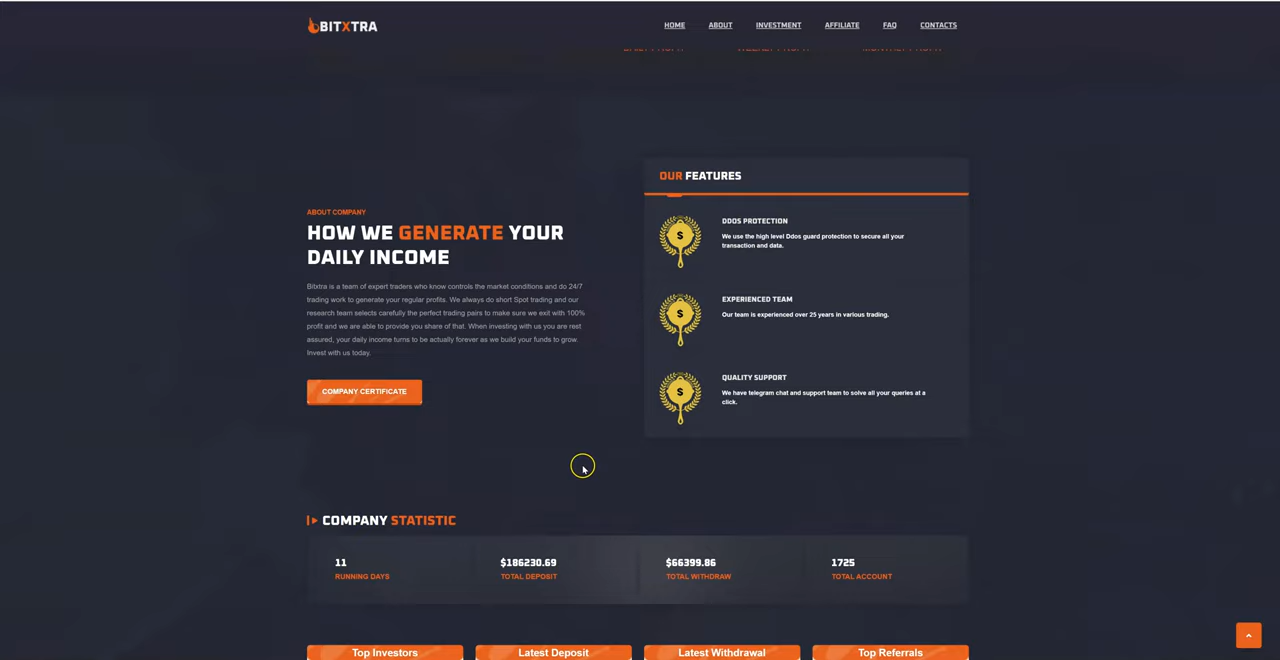 BITXTRA
HOME ABOUT INVESTMENT AFFILIATE FAQ CONTACTS
ABOUT COMPANY
HOW WE GENERATE YOUR
DAILY INCOME
Bitxtra is a team of expert traders who know controls the market conditions and do 24/7
trading work to generate your regular profits. We always do short Spot trading and our
research team selects carefully the perfect trading pairs to make sure we exit with 100%
profit and we are able to provide you share of that. When investing with us you are rest
assured, your daily income turns to be actually forever as we build your funds to grow.
Invest with us today.
COMPANY CERTIFICATE
OUR FEATURES
DDOS PROTECTION
We use the high level Ddos guard protection to secure all your
transaction and data.
EXPERIENCED TEAM
Our team is experienced over 25 years in various trading.
QUALITY SUPPORT
We have telegram chat and support team to solve all your queries at a
click.
COMPANY STATISTIC
11 $186230.69 $66399.86 1725
RUNNING DAYS TOTAL DEPOSIT TOTAL WITHDRAW TOTAL ACCOUNT
Top Investors Latest Deposit Latest Withdrawal Top Referrals